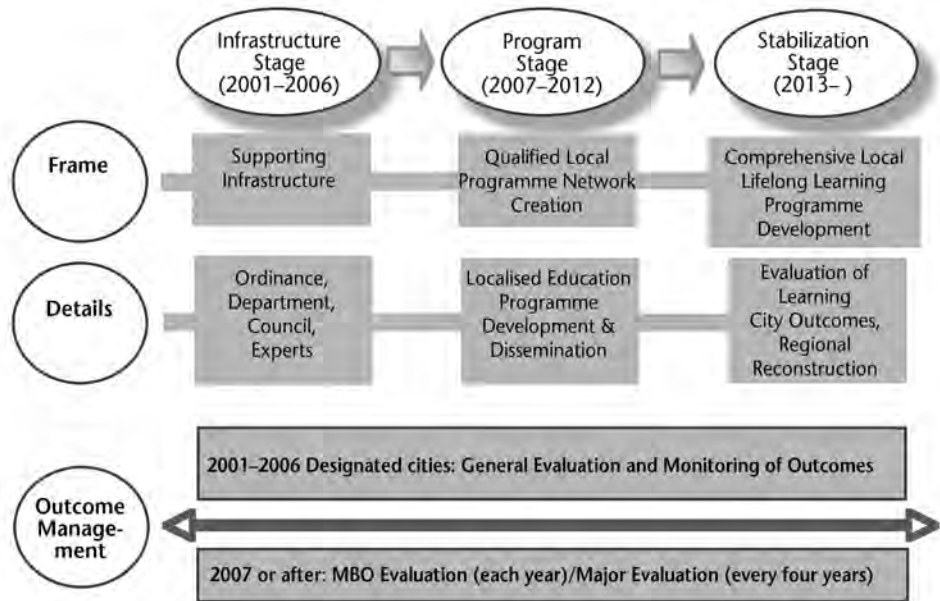 Infrastructure
Stage
(2001–2006)
Program
Stage
(2007–2012)
Stabilization
Stage
(2013– )
Frame
Supporting
Infrastructure
Qualified Local
Programme Network
Creation
Comprehensive Local
Lifelong Learning
Programme
Development
Details
Ordinance,
Department,
Council,
Experts
Localised Education
Programme
Development &
Dissemination
Evaluation of
Learning
City Outcomes,
Regional
Reconstruction
Outcome
Manage-
ment
2001–2006 Designated cities: General Evaluation and Monitoring of Outcomes
2007 or after: MBO Evaluation (each year)/Major Evaluation (every four years)